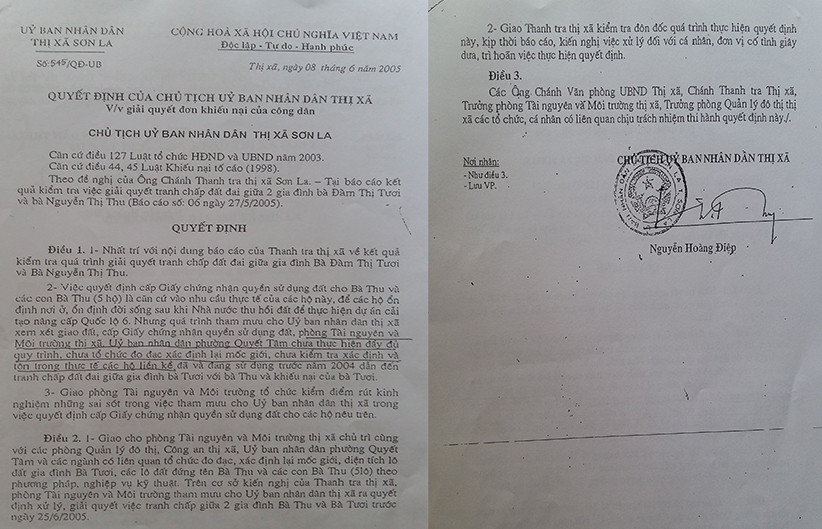 UỶ BAN NHÂN DÂN
THỊ XÃ SƠN LA
Số: 545/QĐ-UB
CỘNG HOÀ XÃ HỘI CHỦ NGHĨA VIỆT NAM
Độc lập - Tự do - Hạnh phúc
Thị xã, ngày 08 tháng 6 năm 2005
QUYẾT ĐỊNH CỦA CHỦ TỊCH UỶ BAN NHÂN DÂN THỊ XÃ
V/v giải quyết đơn khiếu nại của công dân
CHỦ TỊCH UỶ BAN NHÂN DÂN THỊ XÃ SƠN LA
Căn cứ điều 127 Luật tổ chức HĐND và UBND năm 2003.
Căn cứ điều 44, 45 Luật Khiếu nại tố cáo (1998).
Theo đề nghị của Ông Chánh Thanh tra thị xã Sơn La. – Tại báo cáo kết
quả kiểm tra việc giải quyết tranh chấp đất đai giữa 2 gia đình bà Đàm Thị Tươi
và bà Nguyễn Thị Thu (Báo cáo số: 06 ngày 27/5/2005).
QUYẾT ĐỊNH
Điều 1. 1- Nhất trí với nội dung báo cáo của Thanh tra thị xã về kết quả
kiểm tra quá trình giải quyết tranh chấp đất đai giữa gia đình Bà Đàm Thị Tươi
và Bà Nguyễn Thị Thu.
2- Việc quyết định cấp Giấy chứng nhận quyền sử dụng đất cho Bà Thu và
các con Bà Thu (5 hộ) là căn cứ vào nhu cầu thực tế của các hộ này, để các hộ ổn
định nơi ở, ổn định đời sống sau khi Nhà nước thu hồi đất để thực hiện dự án cải
tạo nâng cấp Quốc lộ 6. Nhưng quá trình tham mưu cho Uỷ ban nhân dân thị xã
xem xét giao đất, cấp Giấy chứng nhận quyền sử dụng đất, phòng Tài nguyên và
Môi trường thị xã, Uỷ ban nhân dân phường Quyết Tâm chưa thực hiện đầy đủ
quy trình, chưa tổ chức đo đạc xác định lại mốc giới, chưa kiểm tra xác định và
tôn trọng thực tế các hộ liền kề đã và đang sử dụng trước năm 2004 dẫn đến
tranh chấp đất đai giữa gia đình bà Tươi với bà Thu và khiếu nại của bà Tươi.
3- Giao phòng Tài nguyên và Môi trường tổ chức kiểm điểm rút kinh
nghiệm những sai sót trong việc tham mưu cho Uỷ ban nhân dân thị xã trong
việc quyết định cấp Giấy chứng nhận quyền sử dụng đất cho các hộ nêu trên.
Điều 2. 1- Giao cho phòng Tài nguyên và Môi trường thị xã chủ trì cùng
với các phòng Quản lý đô thị, Công an thị xã, Uỷ ban nhân dân phường Quyết
Tâm và các ngành có liên quan tổ chức đo đạc, xác định lại mốc giới, diện tích lô
đất gia đình Bà Tươi, các lô đất đứng tên Bà Thu và các con Bà Thu (5lô) theo
phương pháp, nghiệp vụ kỹ thuật. Trên cơ sở kiến nghị của Thanh tra thị xã,
phòng Tài nguyên và Môi trường tham mưu cho Uỷ ban nhân dân thị xã ra quyết
định xử lý, giải quyết việc tranh chấp giữa 2 gia đình Bà Thu và Bà Tươi trước
ngày 25/6/2005.
2- Giao Thanh tra thị xã kiểm tra đôn đốc quá trình thực hiện quyết định
này, kịp thời báo cáo, kiến nghị việc xử lý đối với cá nhân, đơn vị cố tình giây
dưa, trì hoãn việc thực hiện quyết định.
Điều 3.
Các Ông Chánh Văn phòng UBND Thị xã, Chánh Thanh tra Thị xã,
Trưởng phòng Tài nguyên và Môi trường thị xã, Trưởng phòng Quản lý đô thị thị
xã các tổ chức, cá nhân có liên quan chịu trách nhiệm thi hành quyết định này./.
Nơi nhận:
- Như điều 3.
- Lưu VP.
CHỦ TỊCH UỶ BAN NHÂN DÂN THỊ XÃ
Nguyễn Hoàng Điệp